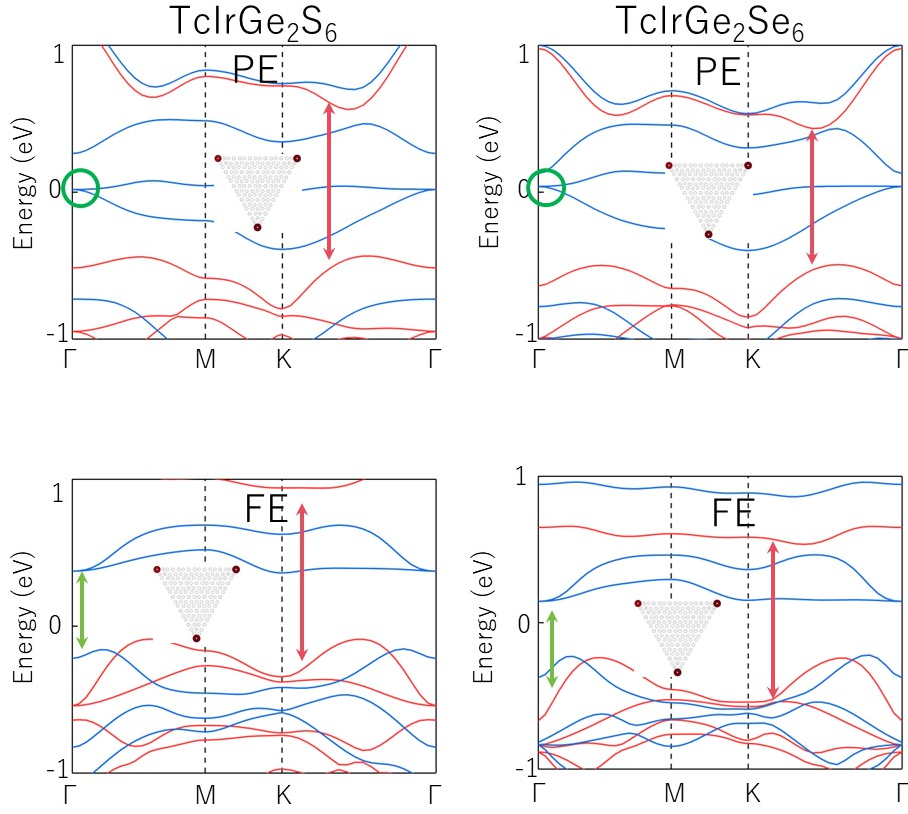 TcIrGe2S6
TcIrGe2Se6
1
PE
Energy (eV)
0
-1
Γ
M
K
Γ
1
PE
Energy (eV)
0
-1
Γ
M
K
Γ
1
FE
Energy (eV)
0
-1
Γ
M
K
Γ
1
FE
Energy (eV)
0
-1
Γ
M
K
Γ